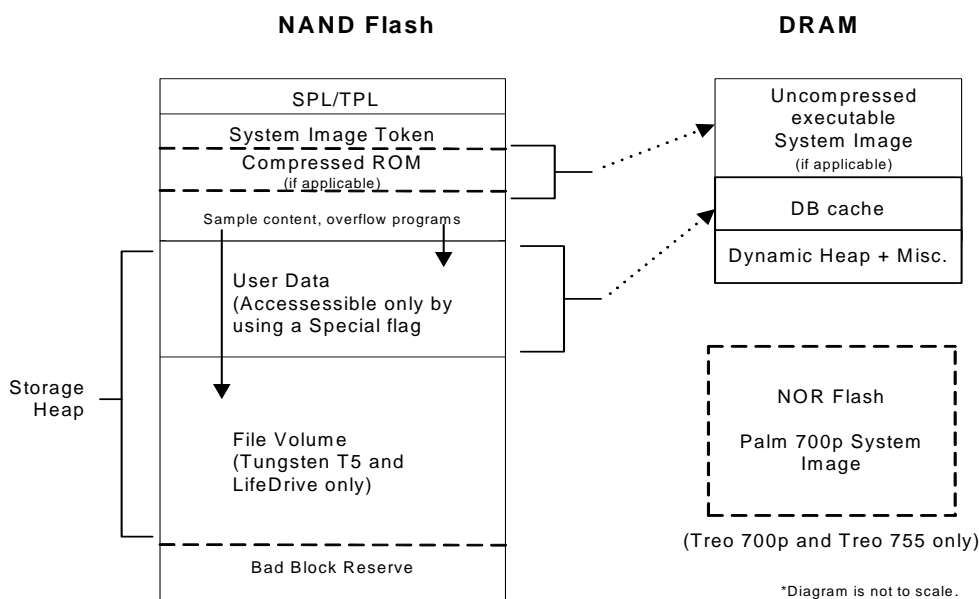 NAND Flash
DRAM
SPL/TPL
System Image Token
Compressed ROM
(if applicable)
Sample content, overflow programs
User Data
(Accessessible only by
using a Special flag
Storage
Heap
File Volume
(Tungsten T5 and
LifeDrive only)
Bad Block Reserve
Uncompressed
executable
System Image
(if applicable)
DB cache
Dynamic Heap + Misc.
NOR Flash
Palm 700p System
Image
(Treo 700p and Treo 755 only)
*Diagram is not to scale.